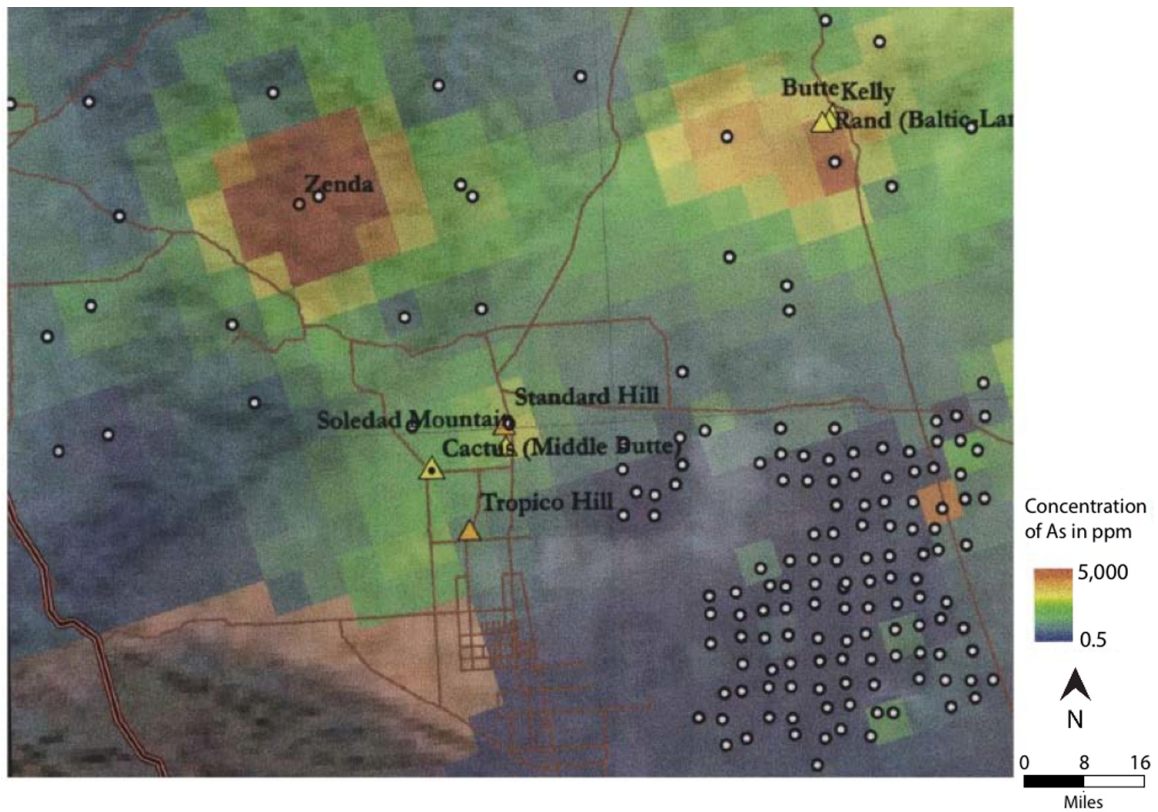 Butte Kelly
Rand (Baltic-Lan
Zenda
Standard Hill
Soledad Mountain
Cactus (Middle Butte)
Tropico Hill
Concentration
of As in ppm
5,000
0.5
N
0 8 16
Miles